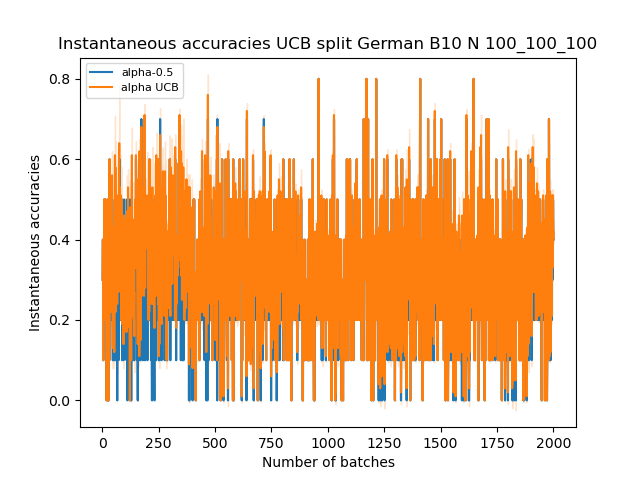 Instantaneous accuracies UCB split German B10 N 100_100_100
alpha-0.5
alpha UCB
Instantaneous accuracies
0.8
0.6
0.4
0.2
0.0
0 250 500 750 1000 1250 1500 1750 2000
Number of batches